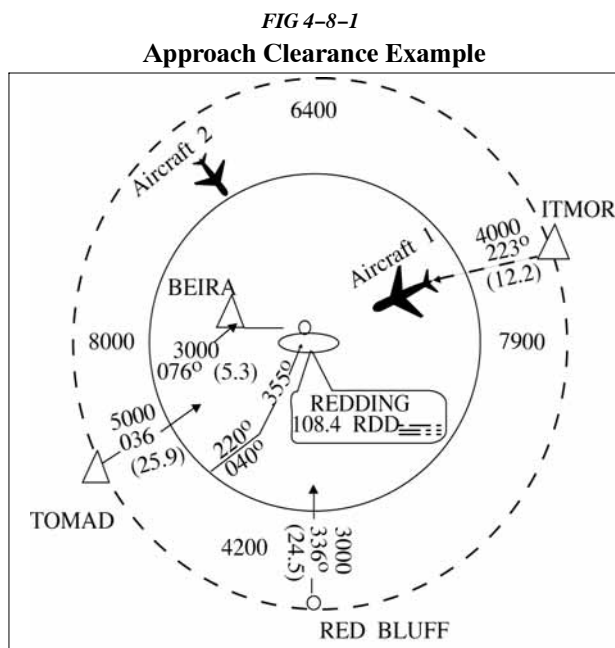 FIG 4-8-1
Approach Clearance Example
6400
Aircraft 2
ITMOR
4000
223°
(12.2)
Aircraft 1
BEIRA
8000
3000
076° (5.3)
7900
355°
REDDING
108.4 RDD
5000
036
(25.9)
220°
040°
TOMAD
4200
3000
336°
(24.5)
RED BLUFF